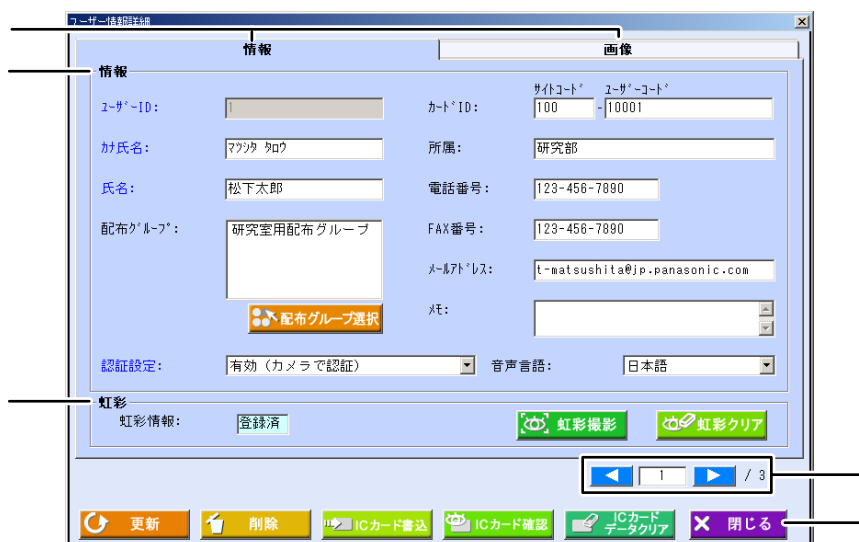 ユーザー情報詳細
情報 画像
情報
ユーザーID: 1
サイトコード ユーザーコード
カードID: 100 - 10001
カナ氏名: マツシタ タロウ
所属: 研究部
氏名: 松下太郎
電話番号: 123-456-7890
配布グループ: 研究室用配布グループ
FAX番号: 123-456-7890
メールアドレス: t-matsushita@jp.panasonic.com
配布グループ選択
メモ:
認証設定: 有効（カメラで認証）
音声言語: 日本語
虹彩
虹彩情報: 登録済
虹彩撮影
虹彩クリア
1 / 3
更新
削除
ICカード書込
ICカード確認
ICカード
データクリア
閉じる